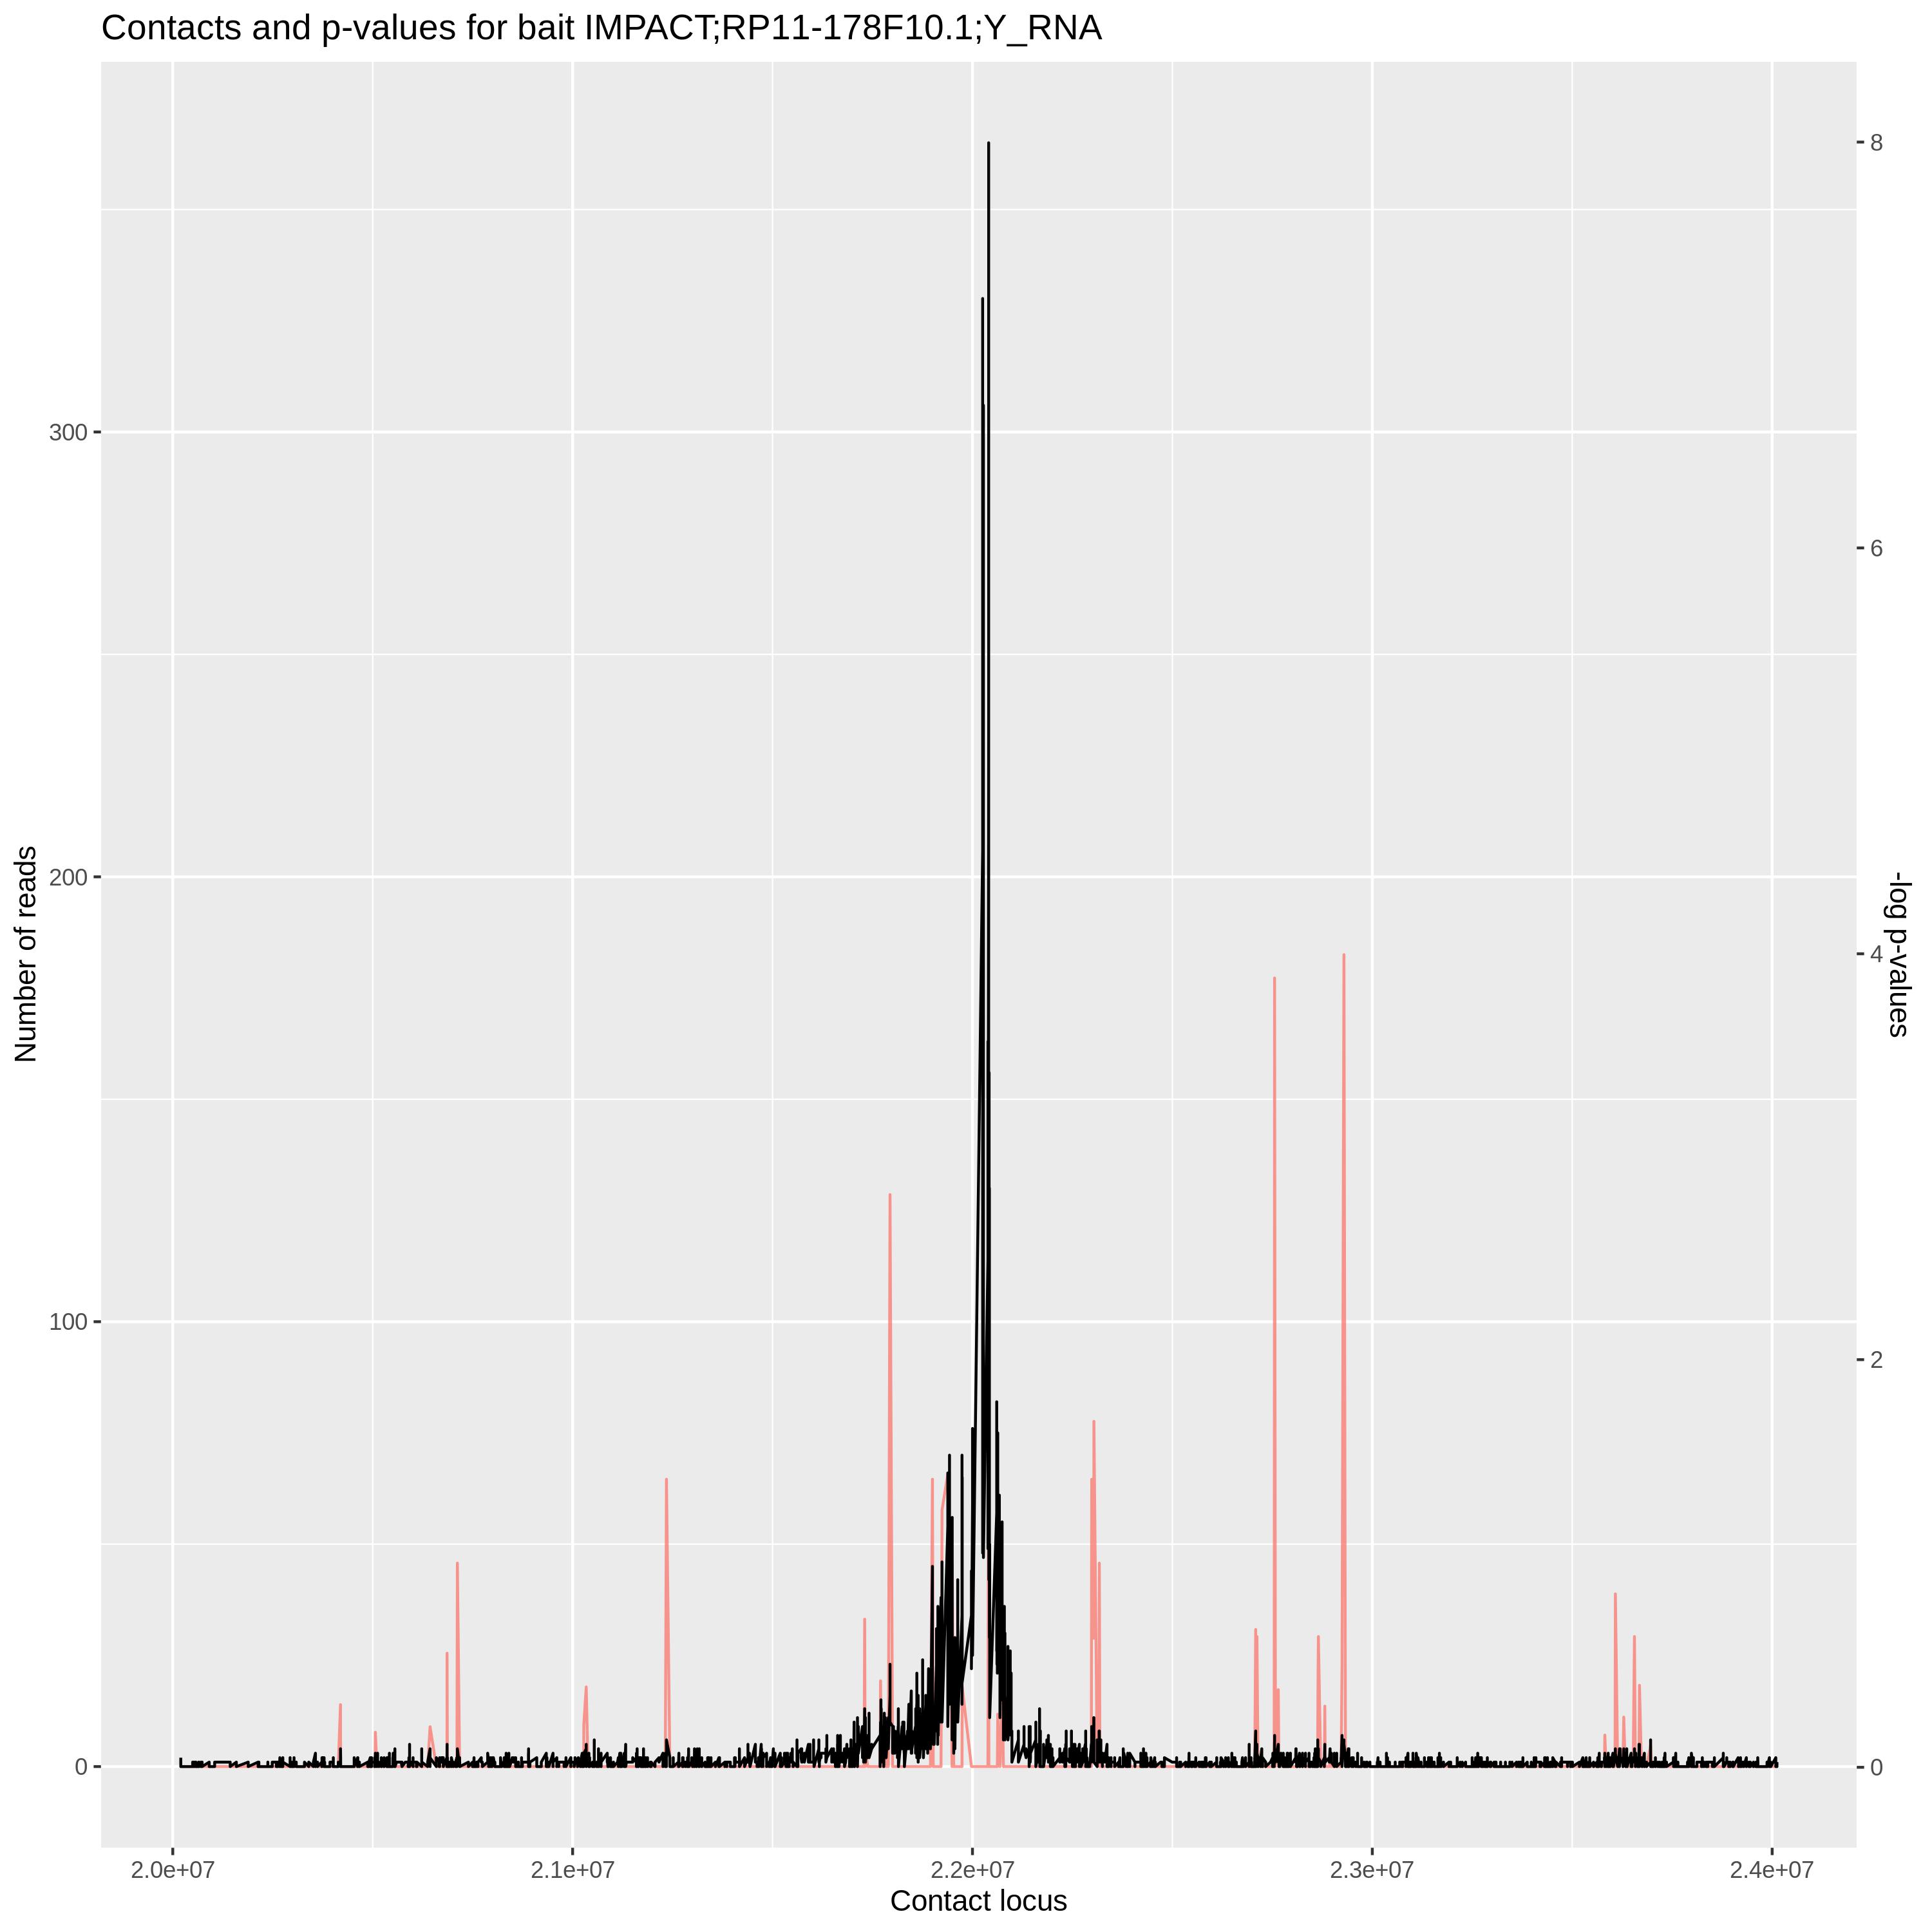 Contacts and p-values for bait IMPACT;RP11-178F10.1;Y_RNA
Number of reads
300
200
100
0
8
6
4
2
0
-log p-values
2.0e+07
2.1e+07
2.2e+07
2.3e+07
2.4e+07
Contact locus